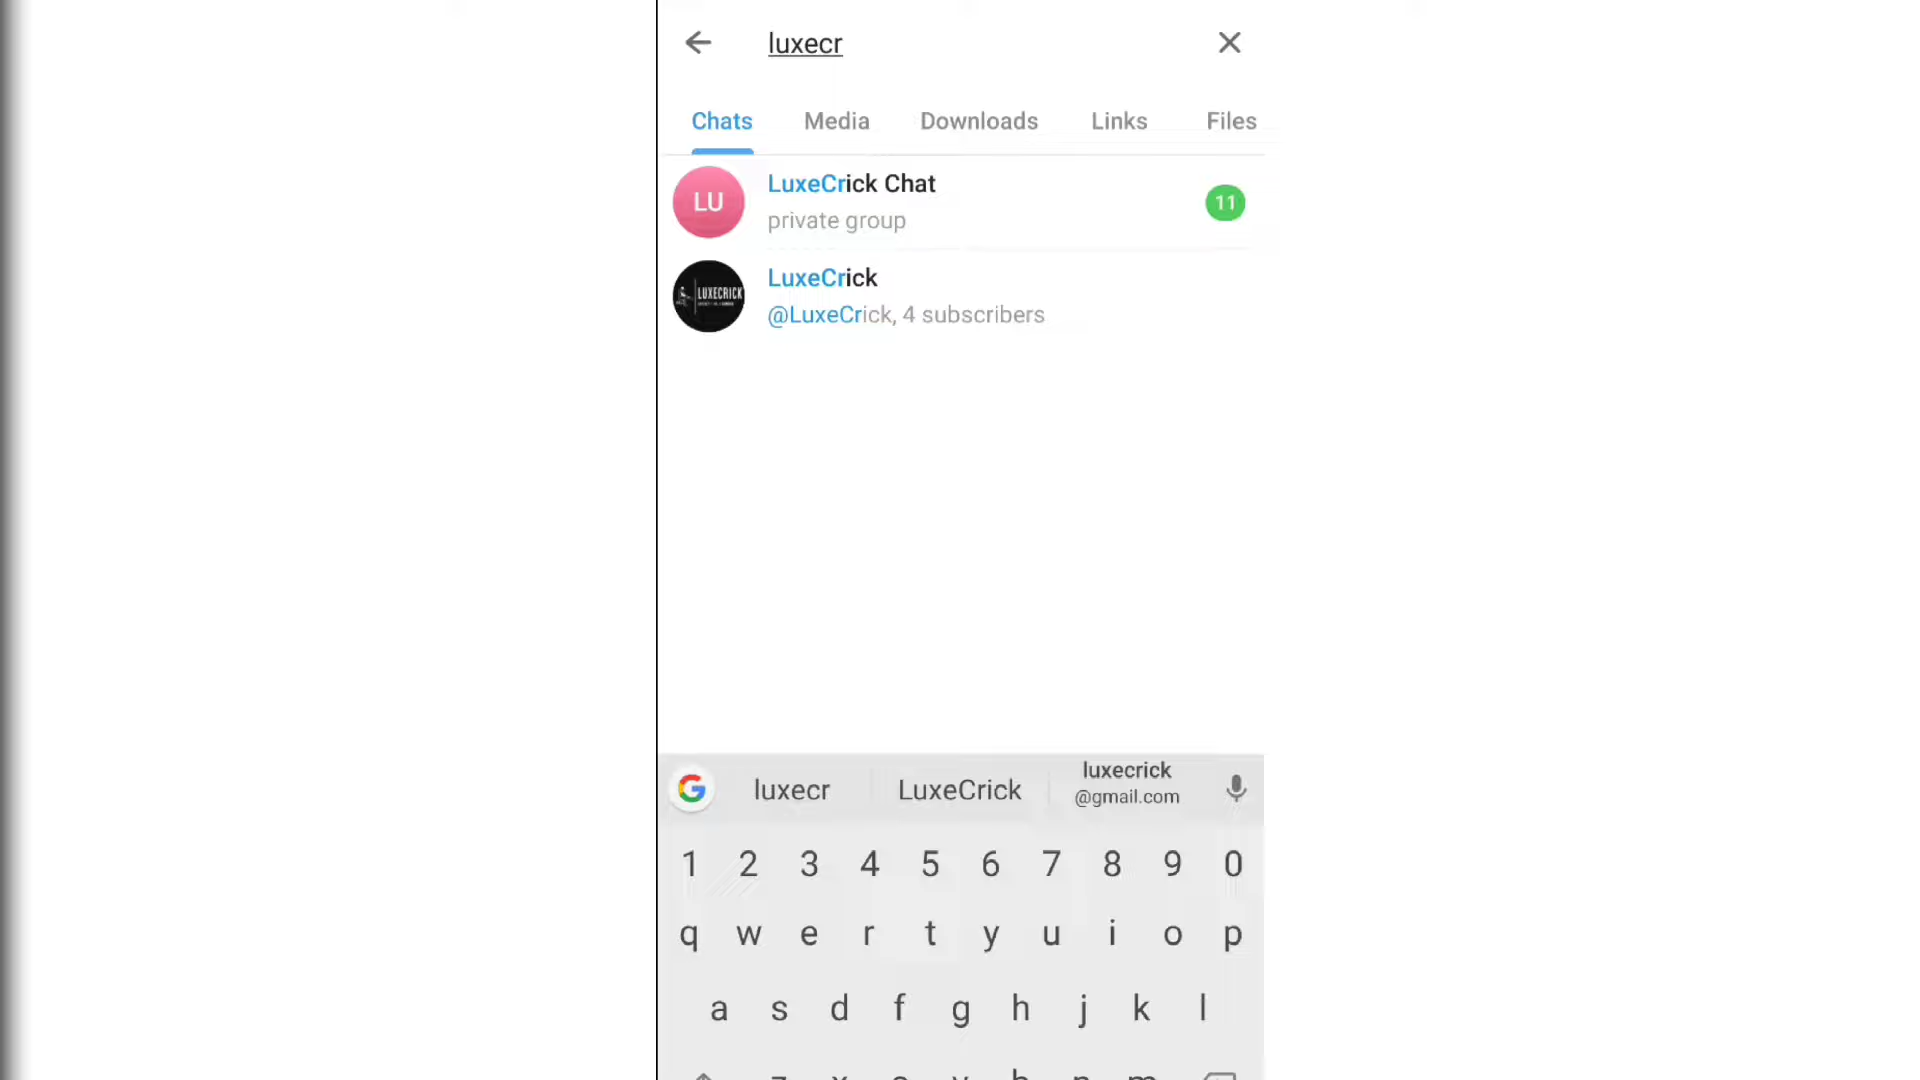 luxecr
Chats Media Downloads Links Files
LU
LuxeCrick Chat
private group
11
LUXECRICK
LuxeCrick
@LuxeCrick, 4 subscribers
luxecr LuxeCrick luxecrick
@gmail.com
1 2 3 4 5 6 7 8 9 0
q w e r t y u i o p
a s d f g h j k l
z x c v b n m